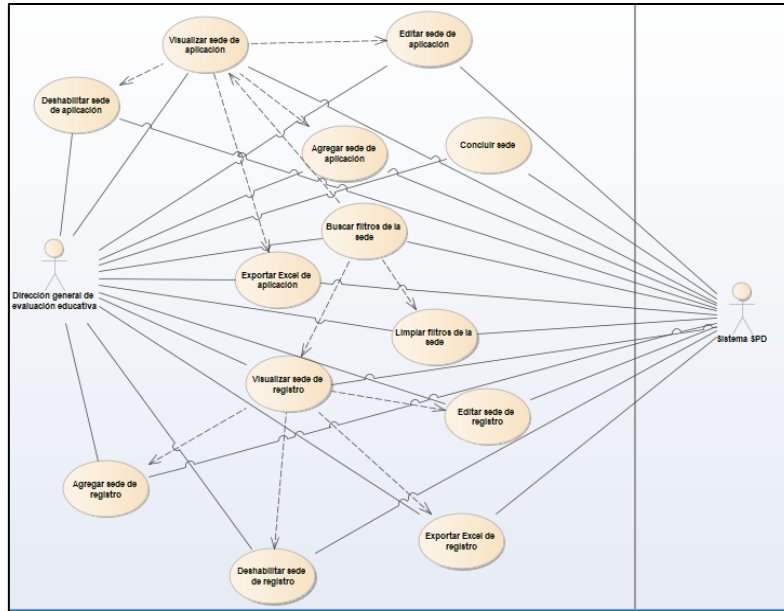 Visualizar sede de
aplicación
Editar sede de
aplicación
Deshabilitar sede
de aplicación
Agregar sede de
aplicación
Concluir sede
Buscar filtros de la
sede
Dirección general de
evaluación educativa
Exportar Excel de
aplicación
Limpiar filtros de la
sede
Sistema SPD
Visualizar sede de
registro
Editar sede de
registro
Agregar sede de
registro
Exportar Excel de
registro
Deshabilitar sede
de registro